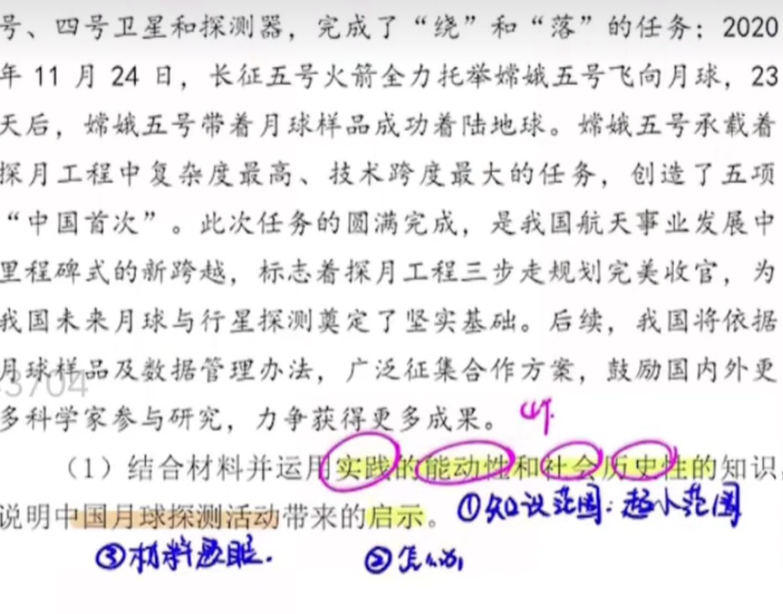 号、四号卫星和探测器，完成了“绕”和“落”的任务；2020
年 11 月 24 日，长征五号火箭全力托举嫦娥五号飞向月球，23
天后，嫦娥五号带着月球样品成功着陆地球。嫦娥五号承载着
探月工程中复杂度最高、技术跨度最大的任务，创造了五项
“中国首次”。此次任务的圆满完成，是我国航天事业发展中
里程碑式的新跨越，标志着探月工程三步走规划完美收官，为
我国未来月球与行星探测奠定了坚实基础。后续，我国将依据
月球样品及数据管理办法，广泛征集合作方案，鼓励国内外更
3704
多科学家参与研究，力争获得更多成果。
（1）结合材料并运用实践的能动性和社会历史性的知识，
说明中国月球探测活动带来的启示。①知识范围：超小范围
③材料 ②怎么办